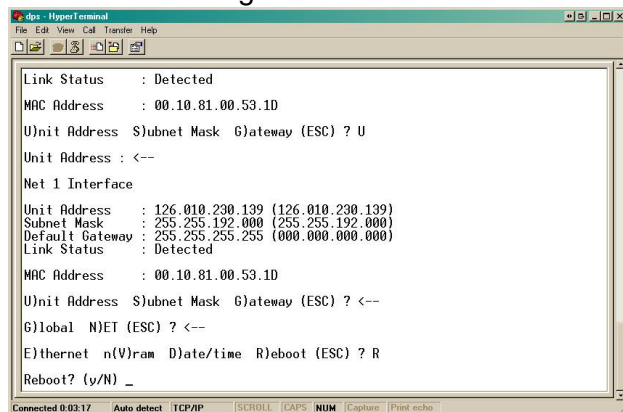 dps - HyperTerminal
File Edit View Call Transfer Help
Link Status : Detected
MAC Address : 00.10.81.00.53.1D
U)nit Address S)ubnet Mask G)ateway (ESC) ? U
Unit Address : <--
Net 1 Interface
Unit Address : 126.010.230.139 (126.010.230.139)
Subnet Mask : 255.255.192.000 (255.255.192.000)
Default Gateway : 255.255.255.255 (000.000.000.000)
Link Status : Detected
MAC Address : 00.10.81.00.53.1D
U)nit Address S)ubnet Mask G)ateway (ESC) ? <--
G)lobal N)ET (ESC) ? <--
E)thernet n(V)ram D)ate/time R)eboot (ESC) ? R
Reboot? (y/N) _
Connected 0:03:17 Auto detect TCP/IP SCROLL CAPS NUM Capture Print echo